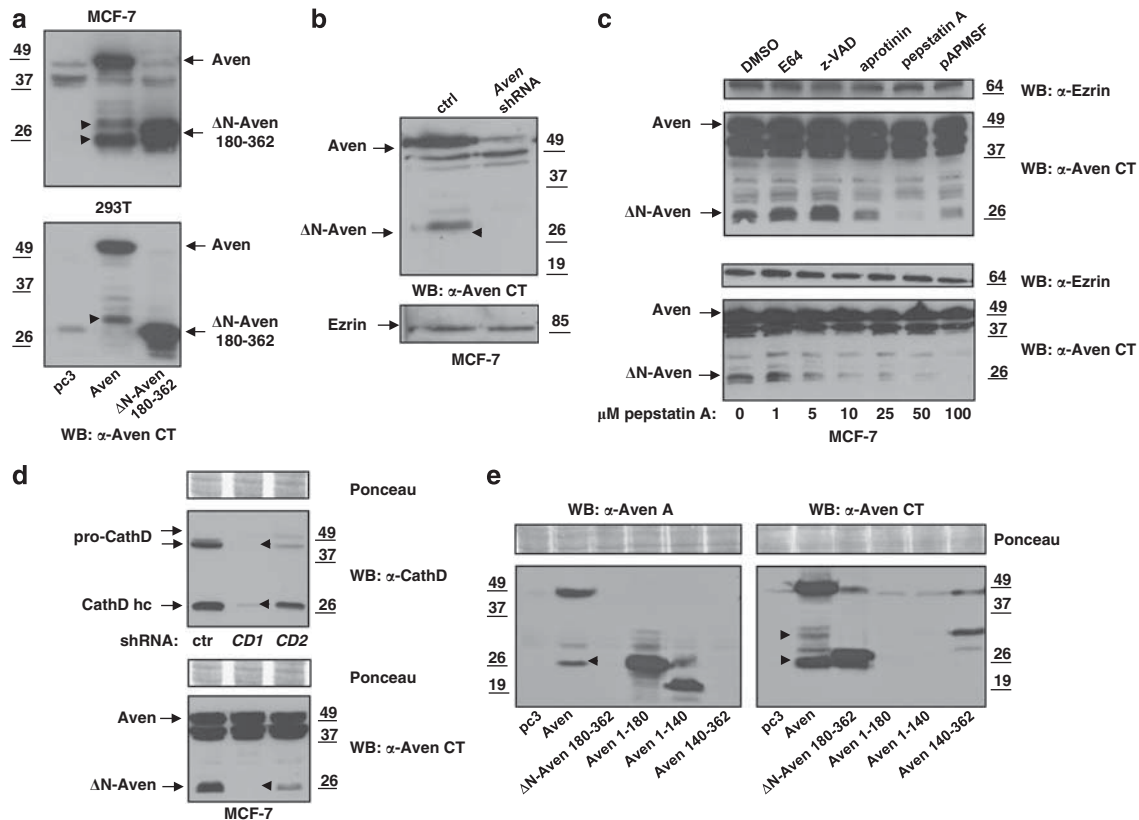 a
MCF-7
49
37
26
Aven
ΔN-Aven
180-362
293T
49
37
26
Aven
ΔN-Aven
180-362
pc3
Aven
ΔN-Aven
180-362
WB: α-Aven CT
b
ctrl
Aven
shRNA
Aven
ΔN-Aven
49
37
26
19
WB: α-Aven CT
Ezrin
85
MCF-7
c
DMSO
E64
z-VAD
aprotinin
pepstatin A
pAPMSF
64
WB: α-Ezrin
Aven
49
37
WB: α-Aven CT
ΔN-Aven
26
64
WB: α-Ezrin
Aven
49
37
WB: α-Aven CT
ΔN-Aven
26
μM pepstatin A: 0 1 5 10 25 50 100
MCF-7
d
Ponceau
pro-CathD
49
37
WB: α-CathD
CathD hc
26
shRNA: ctr CD1 CD2
Ponceau
Aven
49
37
WB: α-Aven CT
ΔN-Aven
26
MCF-7
e
WB: α-Aven A
WB: α-Aven CT
Ponceau
49
37
26
19
49
37
26
19
pc3
Aven
ΔN-Aven 180-362
Aven 1-180
Aven 1-140
Aven 140-362
pc3
Aven
ΔN-Aven 180-362
Aven 1-180
Aven 1-140
Aven 140-362